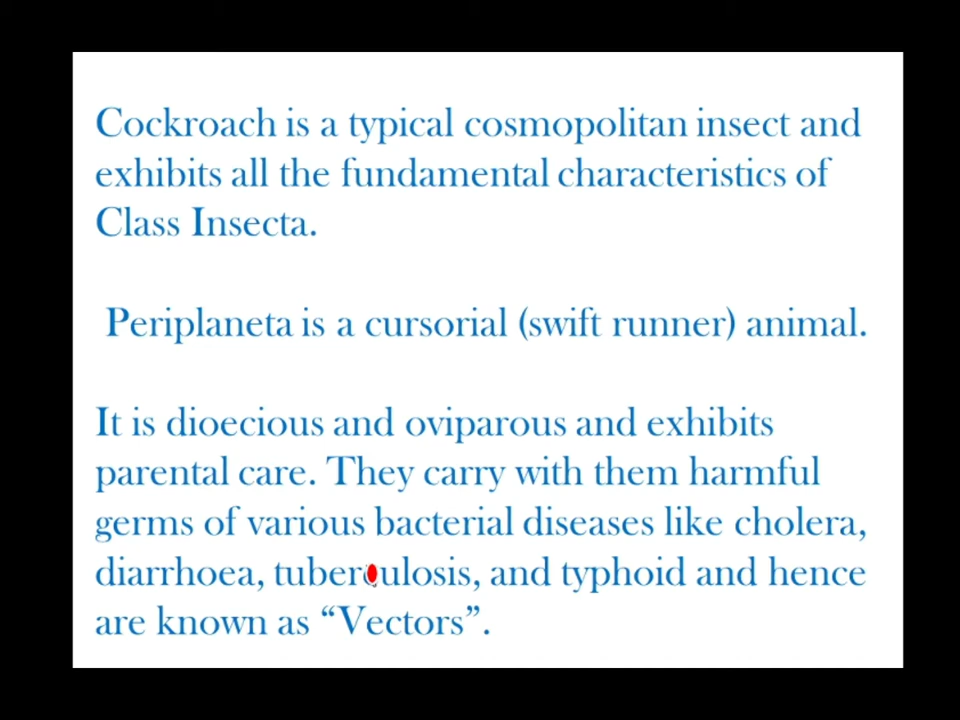 Cockroach is a typical cosmopolitan insect and
exhibits all the fundamental characteristics of
Class Insecta.
Periplaneta is a cursorial (swift runner) animal.
It is dioecious and oviparous and exhibits
parental care. They carry with them harmful
germs of various bacterial diseases like cholera,
diarrhoea, tuberculosis, and typhoid and hence
are known as “Vectors”.